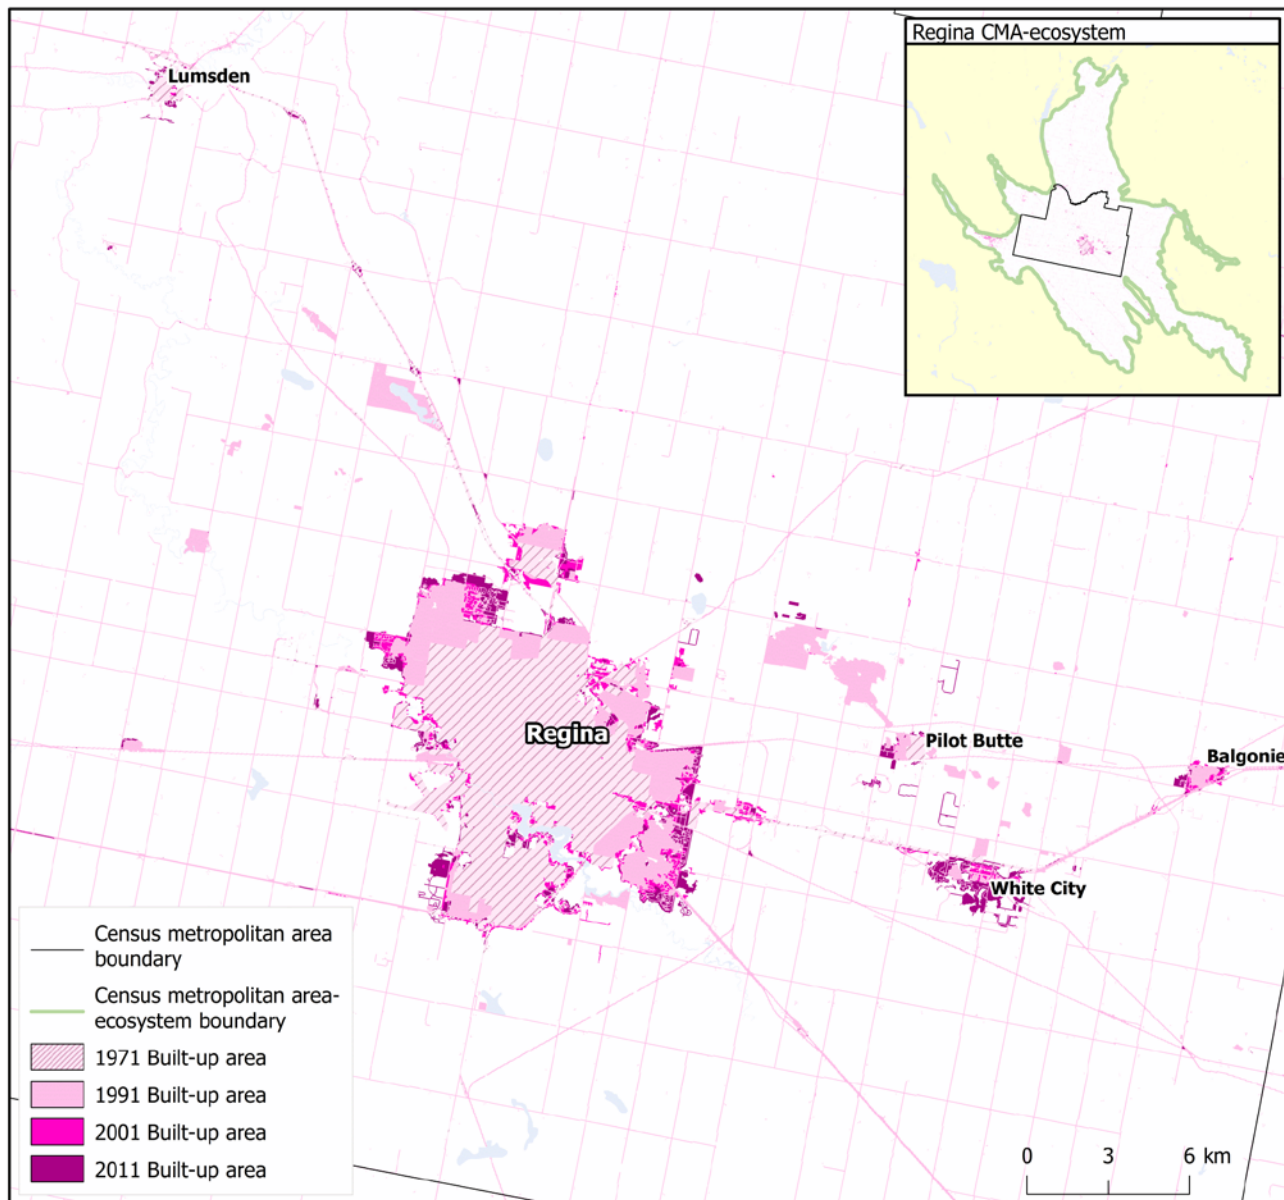 Regina CMA-ecosystem
Lumsden
Regina
Pilot Butte
Balgonie
White City
Census metropolitan area
boundary
Census metropolitan area-
ecosystem boundary
1971 Built-up area
1991 Built-up area
2001 Built-up area
2011 Built-up area
0 3 6 km